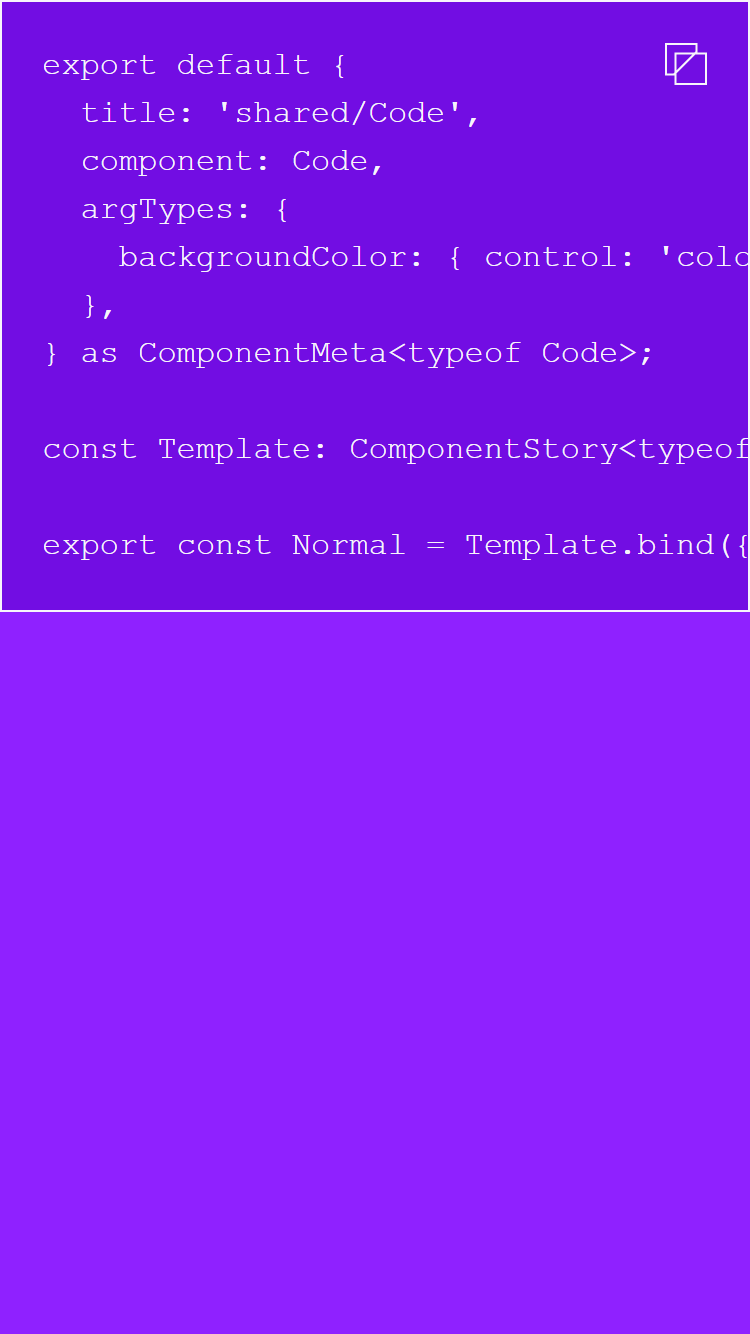 export default {
  title: 'shared/Code',
  component: Code,
  argTypes: {
    backgroundColor: { control: 'colo
  },
} as ComponentMeta<typeof Code>;
const Template: ComponentStory<typeof
export const Normal = Template.bind({